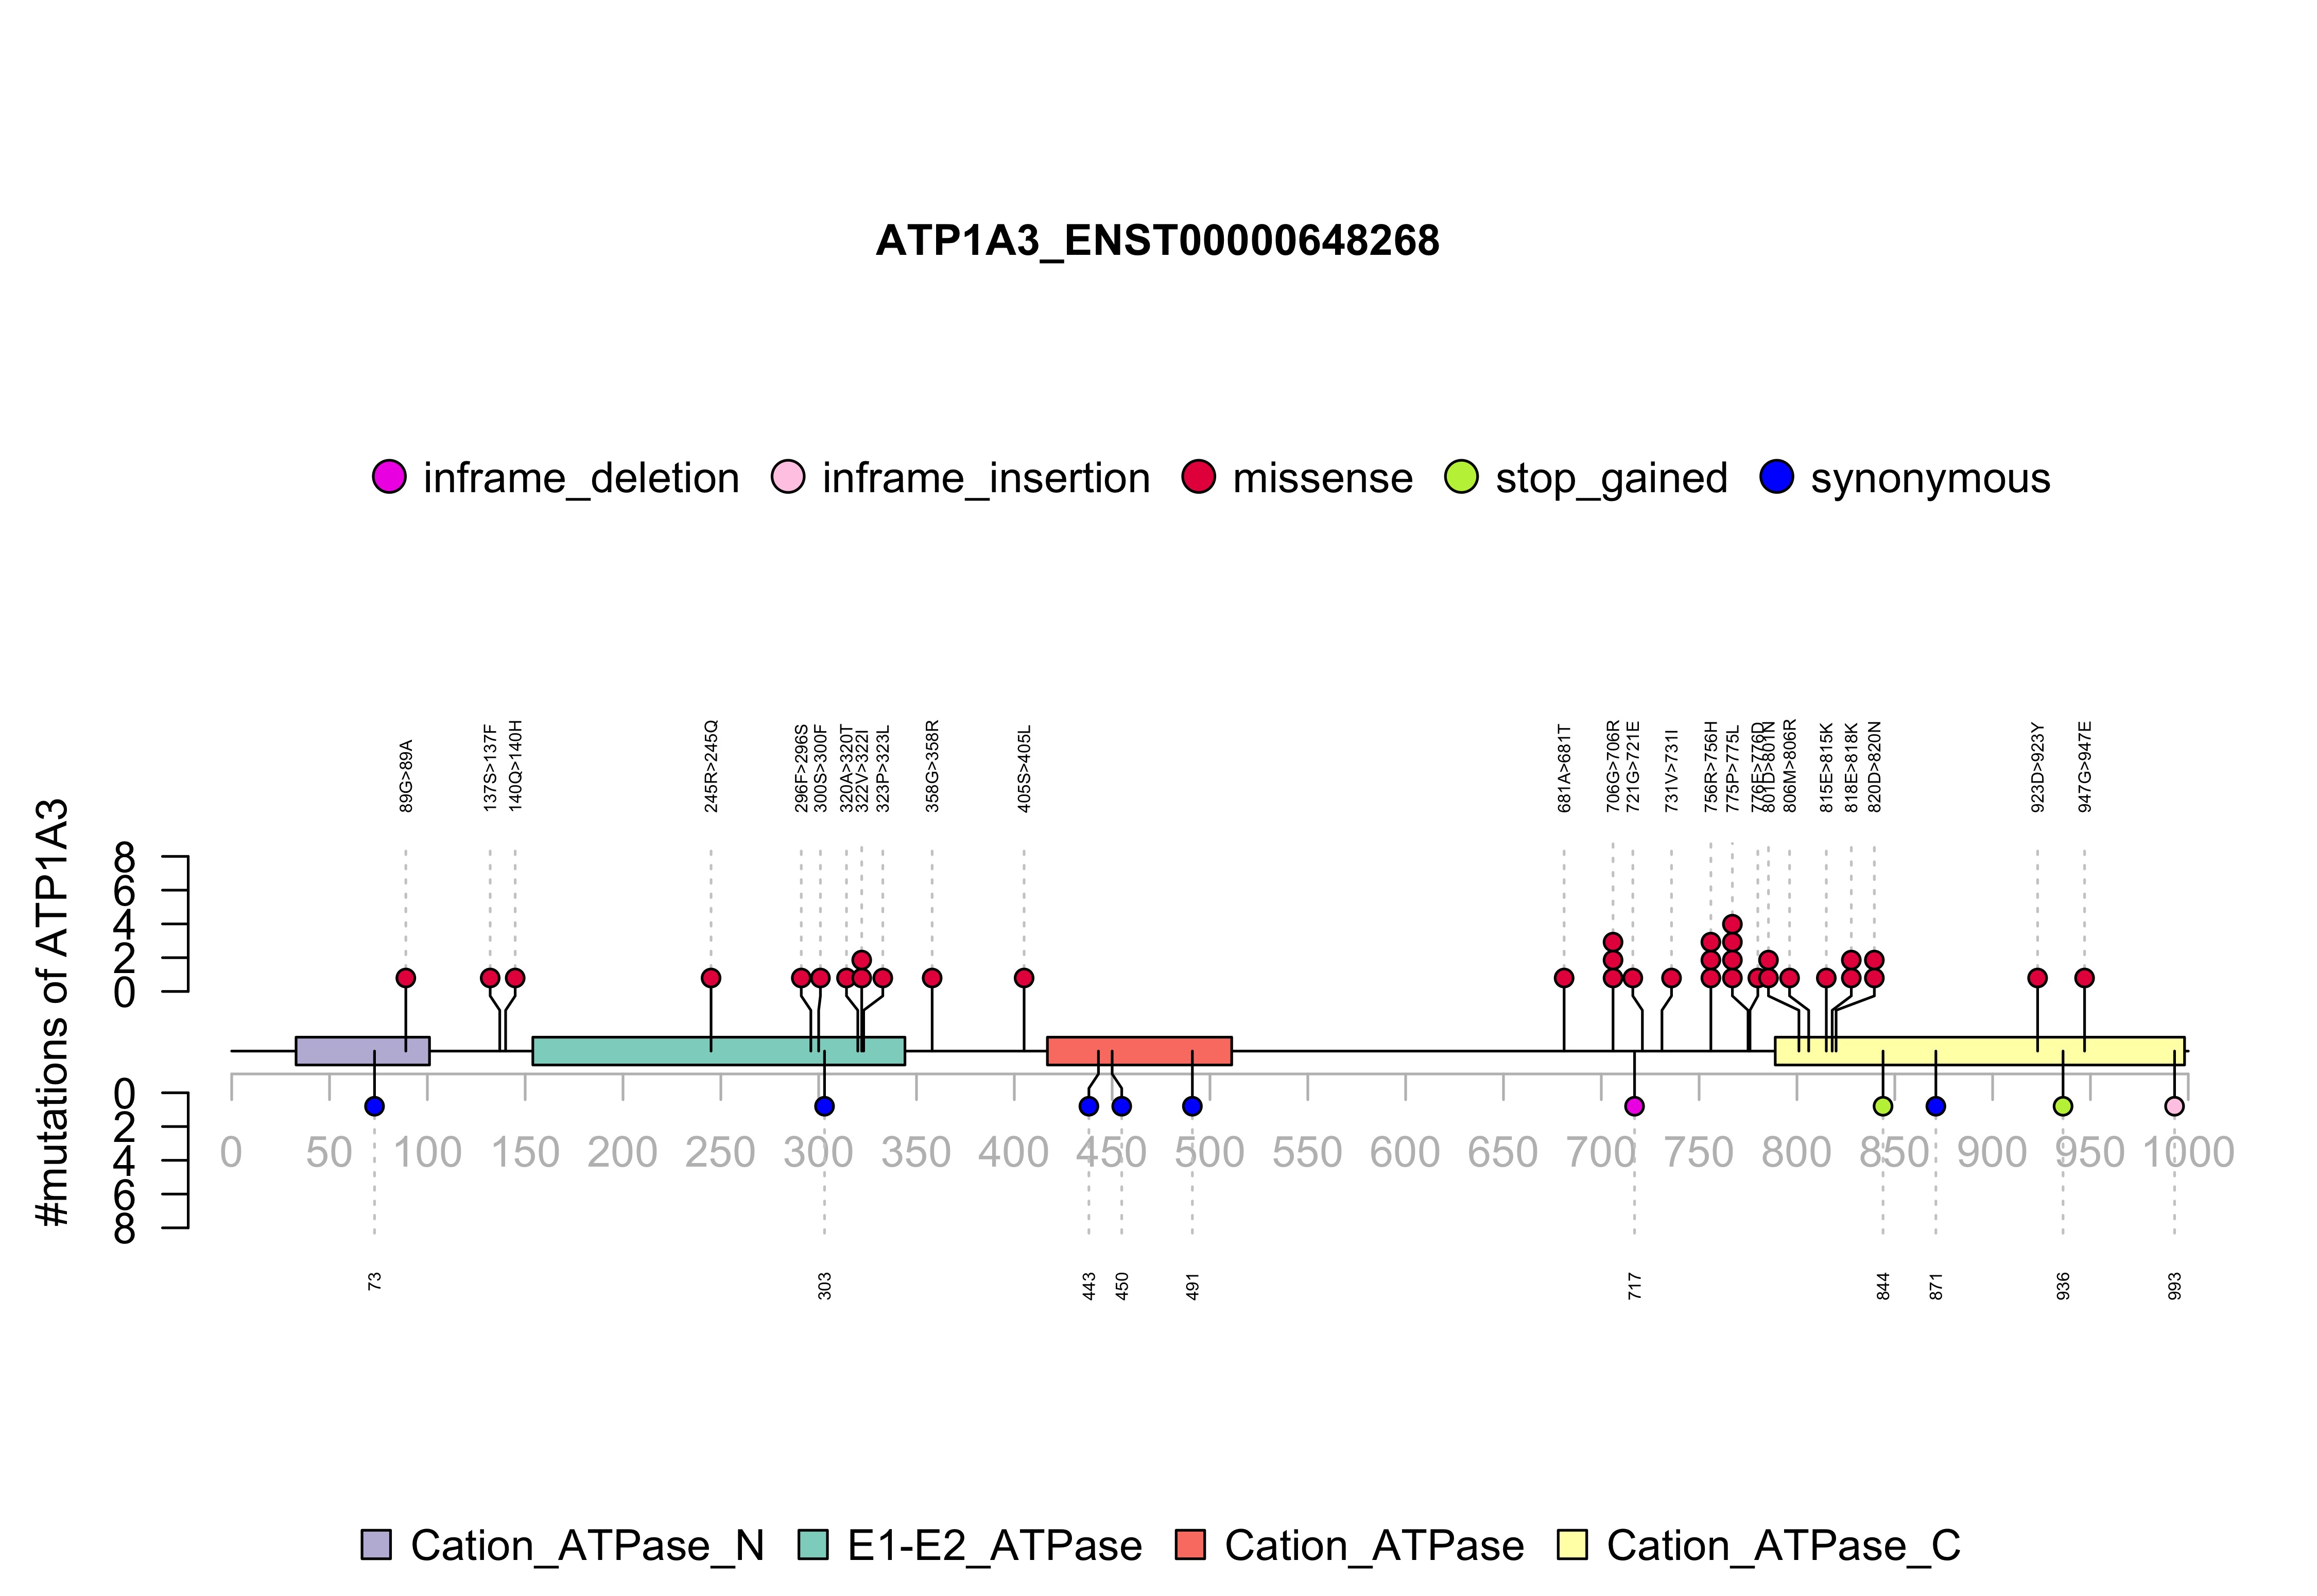 ATP1A3_ENST00000648268
inframe_deletion inframe_insertion missense stop_gained synonymous
89G>89A 137S>137F 140Q>140H 245R>245Q 296F>296S 300S>300F 320A>320T 322V>322I 323P>323L 358G>358R 405S>405L 681A>681T 706G>706R 721G>721E 731V>731I 756R>756H 775P>775L 776E>776D 801D>801N 806M>806R 815E>815K 818E>818K 820D>820N 923D>923Y 947G>947E
#mutations of ATP1A3
8
6
4
2
0
0
2
4
6
8
0 50 100 150 200 250 300 350 400 450 500 550 600 650 700 750 800 850 900 950 1000
73 303 443 450 491 717 844 871 936 993
Cation_ATPase_N E1-E2_ATPase Cation_ATPase Cation_ATPase_C